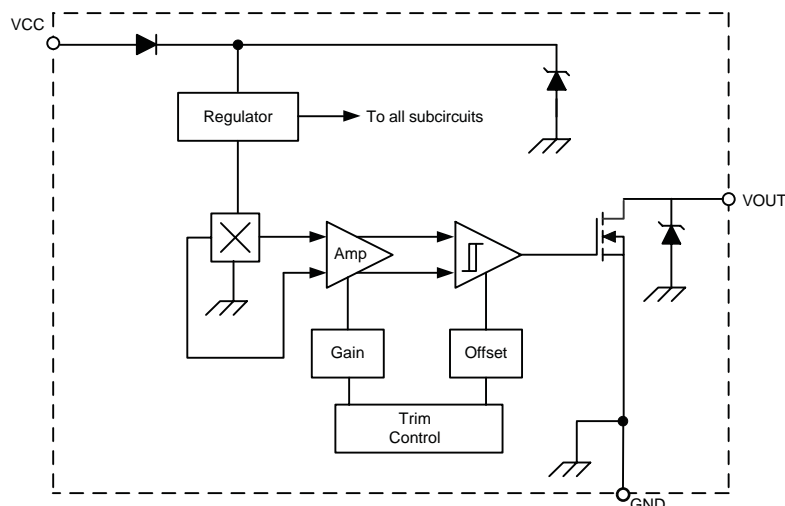 VCC
Regulator
To all subcircuits
VOUT
Amp
Gain
Offset
Trim
Control
GND